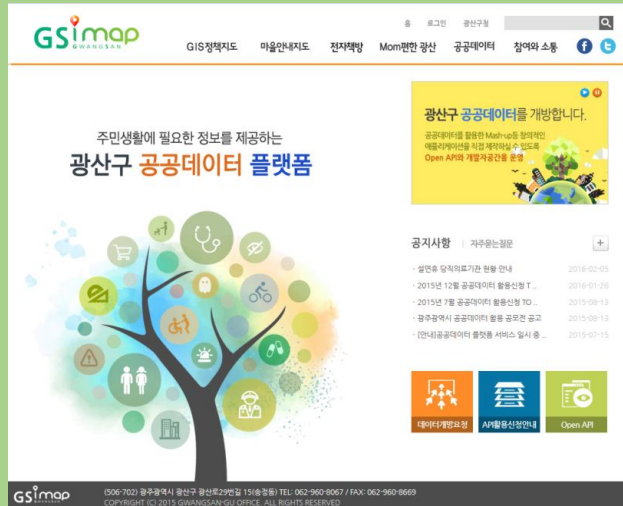 GSimap
GWANGSAN
홈 로그인 광산구청
GIS정책지도 마을안내지도 전자책방 Mom편한 광산 공공데이터 참여와 소통
주민생활에 필요한 정보를 제공하는
광산구 공공데이터 플랫폼
광산구 공공데이터를 개방합니다.
공공데이터를 활용한 Mash-up등 창의적인
애플리케이션을 직접 제작하실 수 있도록
Open API와 개발자공간을 운영
공지사항 자주묻는질문
· 설연휴 당직의료기관 현황 안내 2016-02-05
· 2015년 12월 공공데이터 활용신청 T .. 2016-01-26
· 2015년 7월 공공데이터 활용신청 TO .. 2015-08-13
· 광주광역시 공공데이터 활용 공모전 공고 2015-08-13
· [안내]공공데이터 플랫폼 서비스 일시 중 .. 2015-07-15
데이터개방요청 API활용신청안내 Open API
GSimap
GWANGSAN
(506-702) 광주광역시 광산구 광산로29번길 15(송정동) TEL: 062-960-8067 / FAX: 062-960-8669
COPYRIGHT (C) 2015 GWANGSAN-GU OFFICE. ALL RIGHTS RESERVED